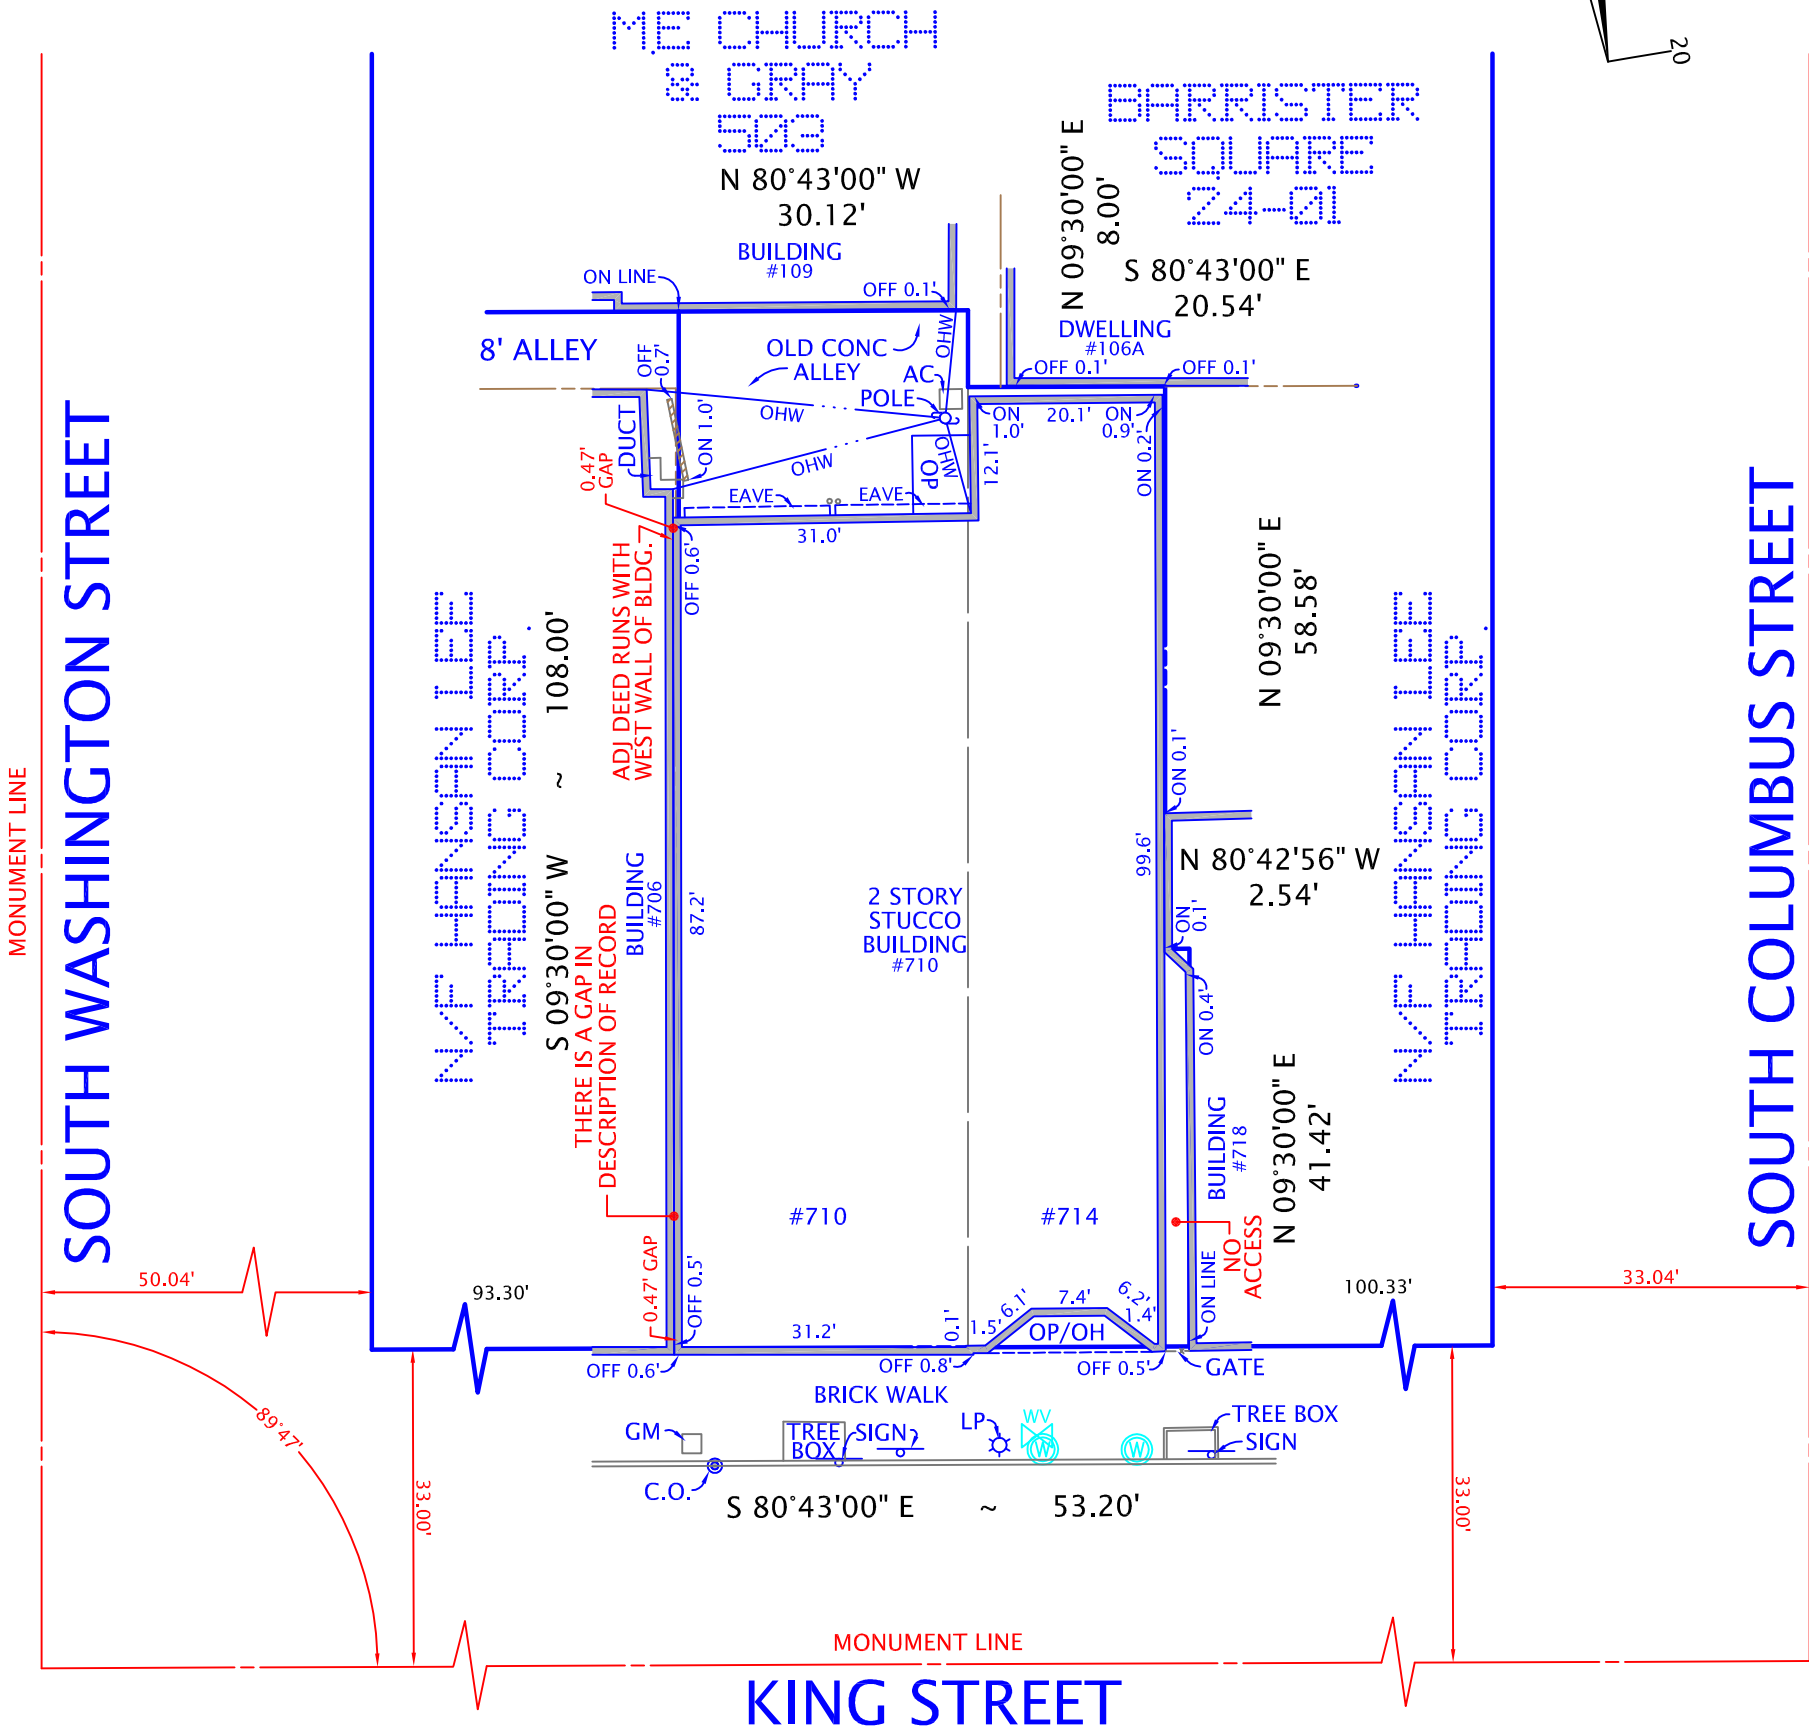 M.E CHURCH
& GRAY
503
20
BARRISTER
SQUARE
Z4-01
N 80°43'00" W
30.12'
N 09°30'00" E
8.00'
S 80°43'00" E
20.54'
BUILDING
#109
ON LINE
OFF 0.1'
DWELLING
#106A
OFF 0.1'
OFF 0.1'
8' ALLEY
OFF
0.7'
OLD CONC
ALLEY
OHW
AC
POLE
OHW
OHW
OHW
OP
ON
1.0'
20.1'
ON
0.9'
ON 0.2'
12.1'
DUCT
ON 1.0'
0.47'
GAP
EAVE
EAVE
31.0'
OFF 0.6'
ADJ DEED RUNS WITH
WEST WALL OF BLDG.
SOUTH WASHINGTON STREET
MONUMENT LINE
N/F HANSAN LEE
TRADING CORP.
S 09°30'00" W ~ 108.00'
BUILDING
#706
87.2'
THERE IS A GAP IN
DESCRIPTION OF RECORD
2 STORY
STUCCO
BUILDING
#710
99.6'
ON 0.1'
N 09°30'00" E
58.58'
N 80°42'56" W
2.54'
ON
0.1'
ON 0.4'
BUILDING
#718
N 09°30'00" E
41.42'
N/F HANSAN LEE
TRADING CORP.
SOUTH COLUMBUS STREET
#710
#714
NO
ACCESS
ON LINE
0.47' GAP
OFF 0.5'
50.04'
93.30'
100.33'
33.04'
31.2'
0.1'
1.5'
6.1'
7.4'
6.2'
1.4'
OP/OH
OFF 0.6'
OFF 0.8'
OFF 0.5'
GATE
BRICK WALK
GM
TREE
BOX
SIGN
LP
WV
W
W
TREE BOX
SIGN
C.O.
S 80°43'00" E ~ 53.20'
89°47'
33.00'
33.00'
MONUMENT LINE
KING STREET